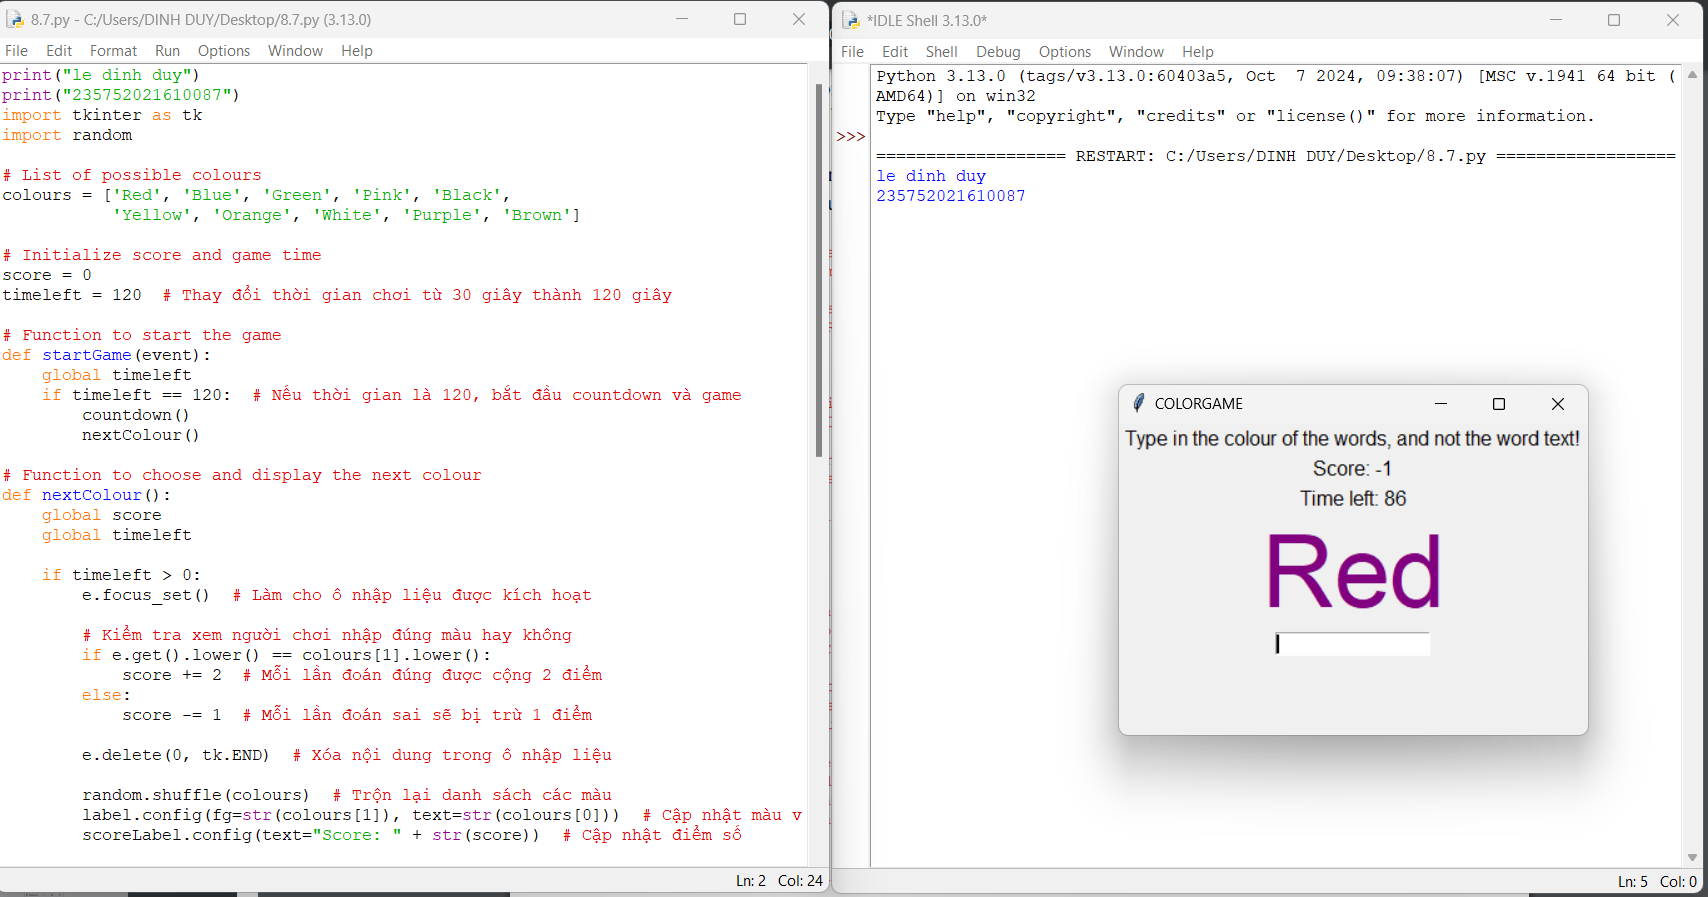 8.7.py - C:/Users/DINH DUY/Desktop/8.7.py (3.13.0)
File Edit Format Run Options Window Help
print("le dinh duy")
print("235752021610087")
import tkinter as tk
import random
# List of possible colours
colours = ['Red', 'Blue', 'Green', 'Pink', 'Black',
'Yellow', 'Orange', 'White', 'Purple', 'Brown']
# Initialize score and game time
score = 0
timeleft = 120  # Thay đổi thời gian chơi từ 30 giây thành 120 giây
# Function to start the game
def startGame(event):
global timeleft
if timeleft == 120:  # Nếu thời gian là 120, bắt đầu countdown và game
countdown()
nextColour()
# Function to choose and display the next colour
def nextColour():
global score
global timeleft
if timeleft > 0:
e.focus_set()  # Làm cho ô nhập liệu được kích hoạt
# Kiểm tra xem người chơi nhập đúng màu hay không
if e.get().lower() == colours[1].lower():
score += 2  # Mỗi lần đoán đúng được cộng 2 điểm
else:
score -= 1  # Mỗi lần đoán sai sẽ bị trừ 1 điểm
e.delete(0, tk.END)  # Xóa nội dung trong ô nhập liệu
random.shuffle(colours)  # Trộn lại danh sách các màu
label.config(fg=str(colours[1]), text=str(colours[0]))  # Cập nhật màu v
scoreLabel.config(text="Score: " + str(score))  # Cập nhật điểm số
Ln: 2 Col: 24
*IDLE Shell 3.13.0*
File Edit Shell Debug Options Window Help
Python 3.13.0 (tags/v3.13.0:60403a5, Oct  7 2024, 09:38:07) [MSC v.1941 64 bit (
AMD64)] on win32
Type "help", "copyright", "credits" or "license()" for more information.
>>>
=================== RESTART: C:/Users/DINH DUY/Desktop/8.7.py ==================
le dinh duy
235752021610087
COLORGAME
Type in the colour of the words, and not the word text!
Score: -1
Time left: 86
Red
Ln: 5 Col: 0